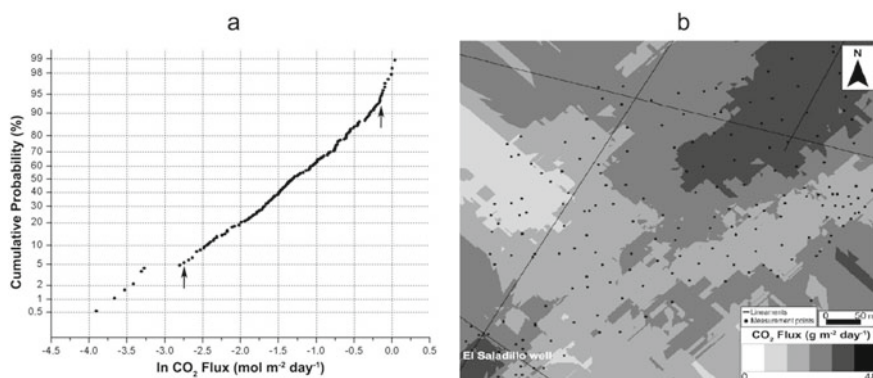 a
99
98
95
90
80
70
60
50
40
30
20
10
5
2
1
0.5
Cumulative Probability (%)
-4.5 -4.0 -3.5 -3.0 -2.5 -2.0 -1.5 -1.0 -0.5 0.0 0.5
ln CO₂ Flux (mol m⁻² day⁻¹)
b
N
El Saladillo well
Lineaments
Measurement points
0 50 m
CO₂ Flux (g m⁻² day⁻¹)